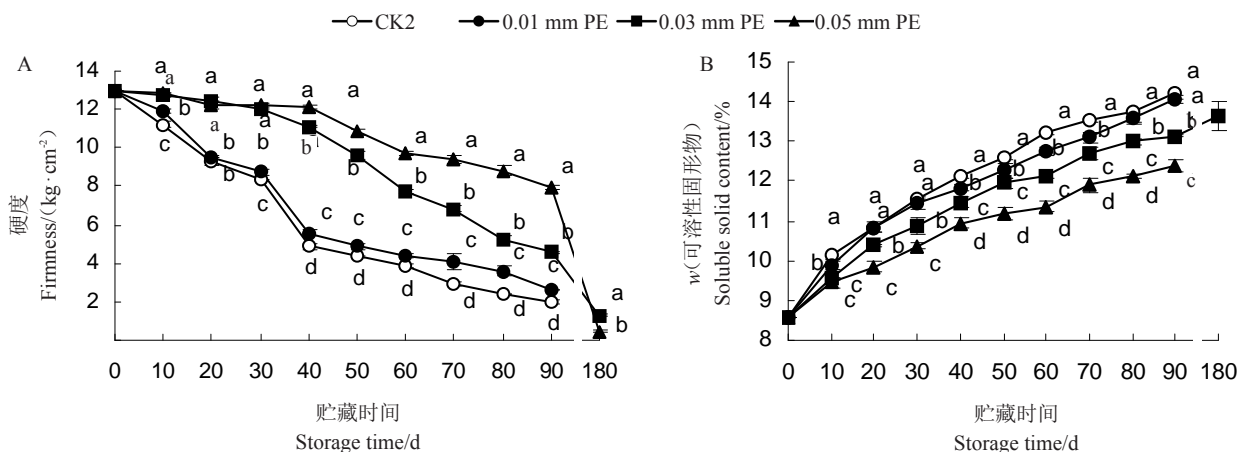 CK2 0.01 mm PE 0.03 mm PE 0.05 mm PE
A
硬度
Firmness/(kg·cm-2)
14
12
10
8
6
4
2
a a a a a a a a a a
a a b b b b b b b b
b b b c c c c c c b
c b c d d d d d d
0 10 20 30 40 50 60 70 80 90 180
贮藏时间
Storage time/d
B
w(可溶性固形物)
Soluble solid content/%
15
14
13
12
11
10
9
8
a a a a a a a a a a
b a a b b b b a a b
c b b c c c c b b c
c c c d d d d c c
0 10 20 30 40 50 60 70 80 90 180
贮藏时间
Storage time/d